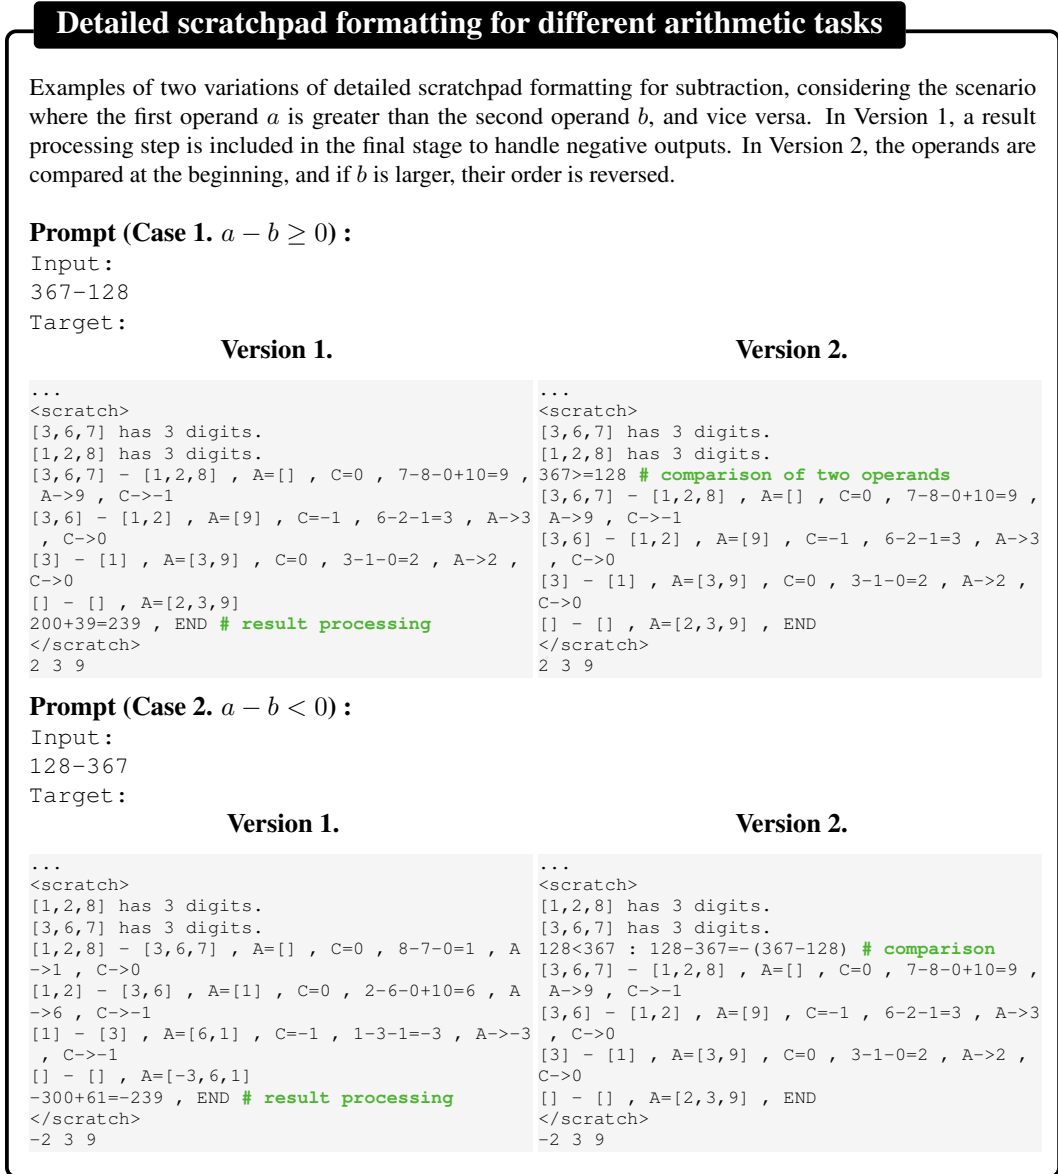 Detailed scratchpad formatting for different arithmetic tasks
Examples of two variations of detailed scratchpad formatting for subtraction, considering the scenario
where the first operand a is greater than the second operand b, and vice versa. In Version 1, a result
processing step is included in the final stage to handle negative outputs. In Version 2, the operands are
compared at the beginning, and if b is larger, their order is reversed.
Prompt (Case 1. a − b ≥ 0) :
Input:
367-128
Target:
Version 1.
...
<scratch>
[3,6,7] has 3 digits.
[1,2,8] has 3 digits.
[3,6,7] - [1,2,8] , A=[] , C=0 , 7-8-0+10=9 ,
A->9 , C->-1
[3,6] - [1,2] , A=[9] , C=-1 , 6-2-1=3 , A->3
, C->0
[3] - [1] , A=[3,9] , C=0 , 3-1-0=2 , A->2 ,
C->0
[] - [] , A=[2,3,9]
200+39=239 , END # result processing
</scratch>
2 3 9
Version 2.
...
<scratch>
[3,6,7] has 3 digits.
[1,2,8] has 3 digits.
367>=128 # comparison of two operands
[3,6,7] - [1,2,8] , A=[] , C=0 , 7-8-0+10=9 ,
A->9 , C->-1
[3,6] - [1,2] , A=[9] , C=-1 , 6-2-1=3 , A->3
, C->0
[3] - [1] , A=[3,9] , C=0 , 3-1-0=2 , A->2 ,
C->0
[] - [] , A=[2,3,9] , END
</scratch>
2 3 9
Prompt (Case 2. a − b < 0) :
Input:
128-367
Target:
Version 1.
...
<scratch>
[1,2,8] has 3 digits.
[3,6,7] has 3 digits.
[1,2,8] - [3,6,7] , A=[] , C=0 , 8-7-0=1 , A
->1 , C->0
[1,2] - [3,6] , A=[1] , C=0 , 2-6-0+10=6 , A
->6 , C->-1
[1] - [3] , A=[6,1] , C=-1 , 1-3-1=-3 , A->-3
, C->-1
[] - [] , A=[-3,6,1]
-300+61=-239 , END # result processing
</scratch>
-2 3 9
Version 2.
...
<scratch>
[1,2,8] has 3 digits.
[3,6,7] has 3 digits.
128<367 : 128-367=-(367-128) # comparison
[3,6,7] - [1,2,8] , A=[] , C=0 , 7-8-0+10=9 ,
A->9 , C->-1
[3,6] - [1,2] , A=[9] , C=-1 , 6-2-1=3 , A->3
, C->0
[3] - [1] , A=[3,9] , C=0 , 3-1-0=2 , A->2 ,
C->0
[] - [] , A=[2,3,9] , END
</scratch>
-2 3 9